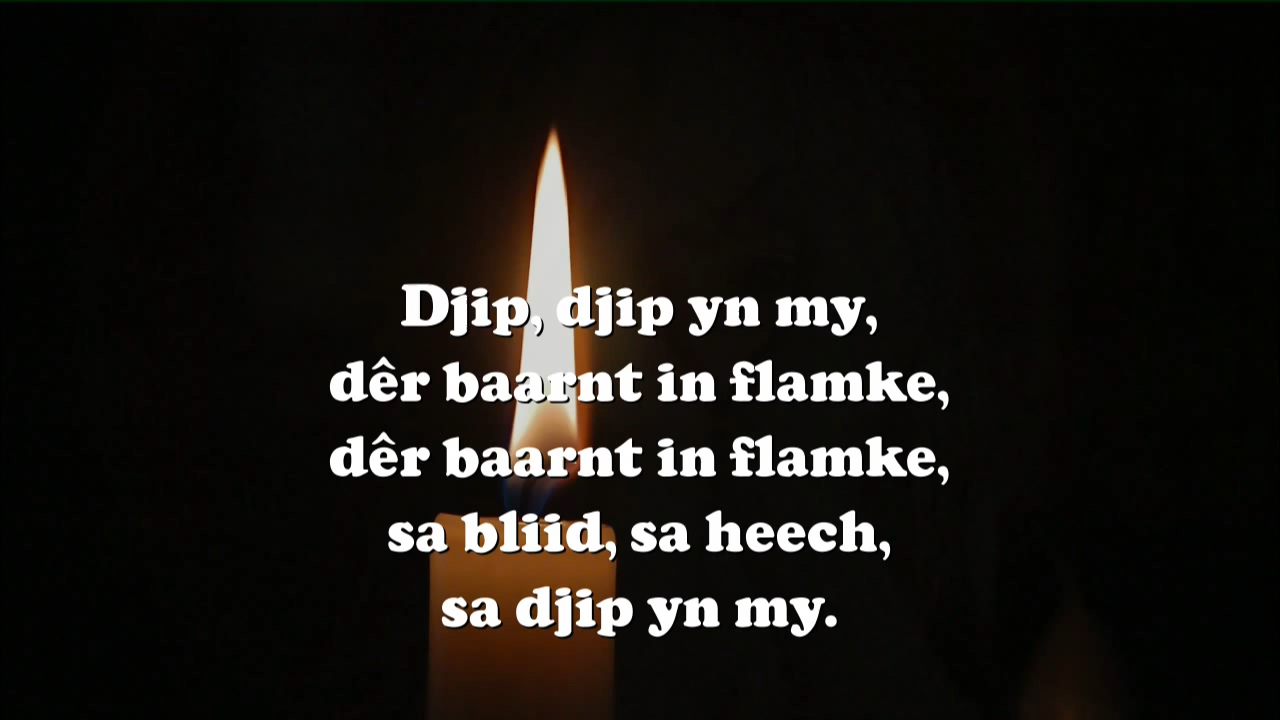 Djip, djip yn my,
dêr baarnt in flamke,
dêr baarnt in flamke,
sa bliid, sa heech,
sa djip yn my.